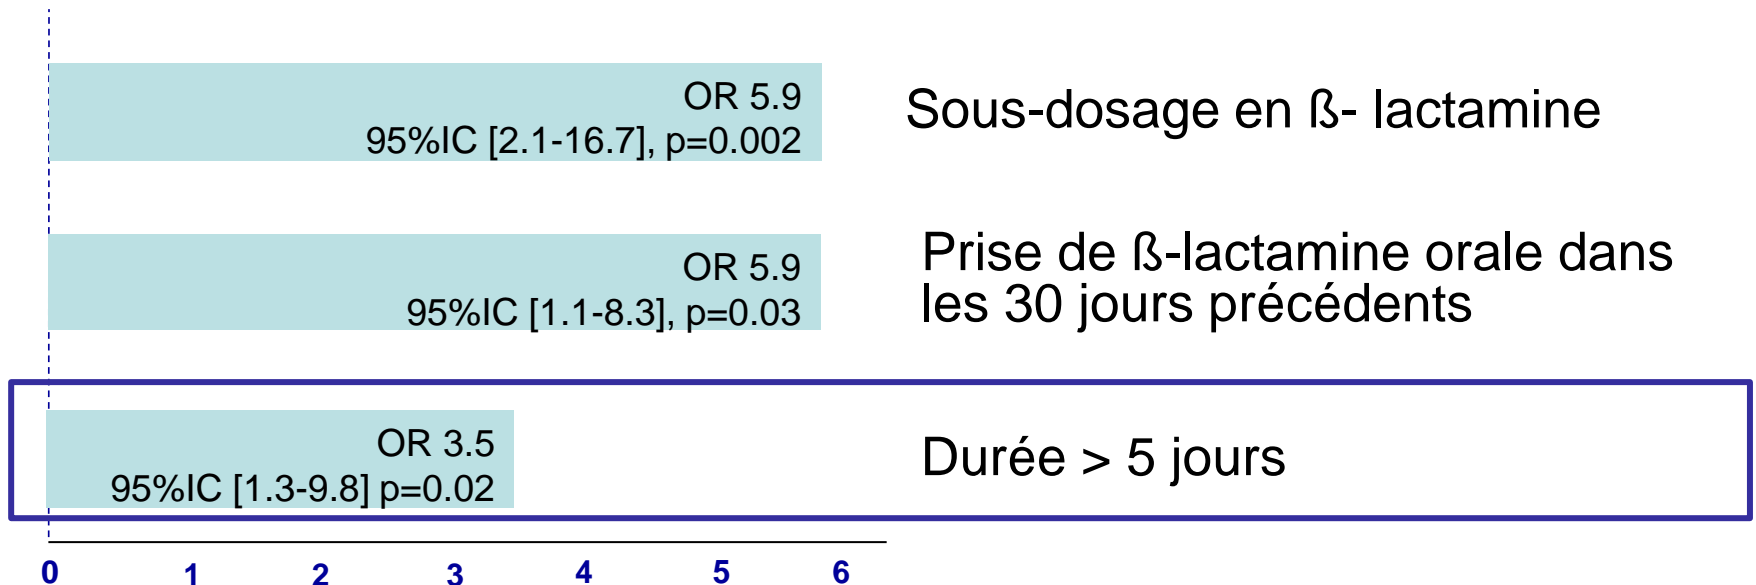 OR 5.9
95%IC [2.1-16.7], p=0.002
Sous-dosage en ß- lactamine
OR 5.9
95%IC [1.1-8.3], p=0.03
Prise de ß-lactamine orale dans
les 30 jours précédents
OR 3.5
95%IC [1.3-9.8] p=0.02
Durée > 5 jours
0 1 2 3 4 5 6